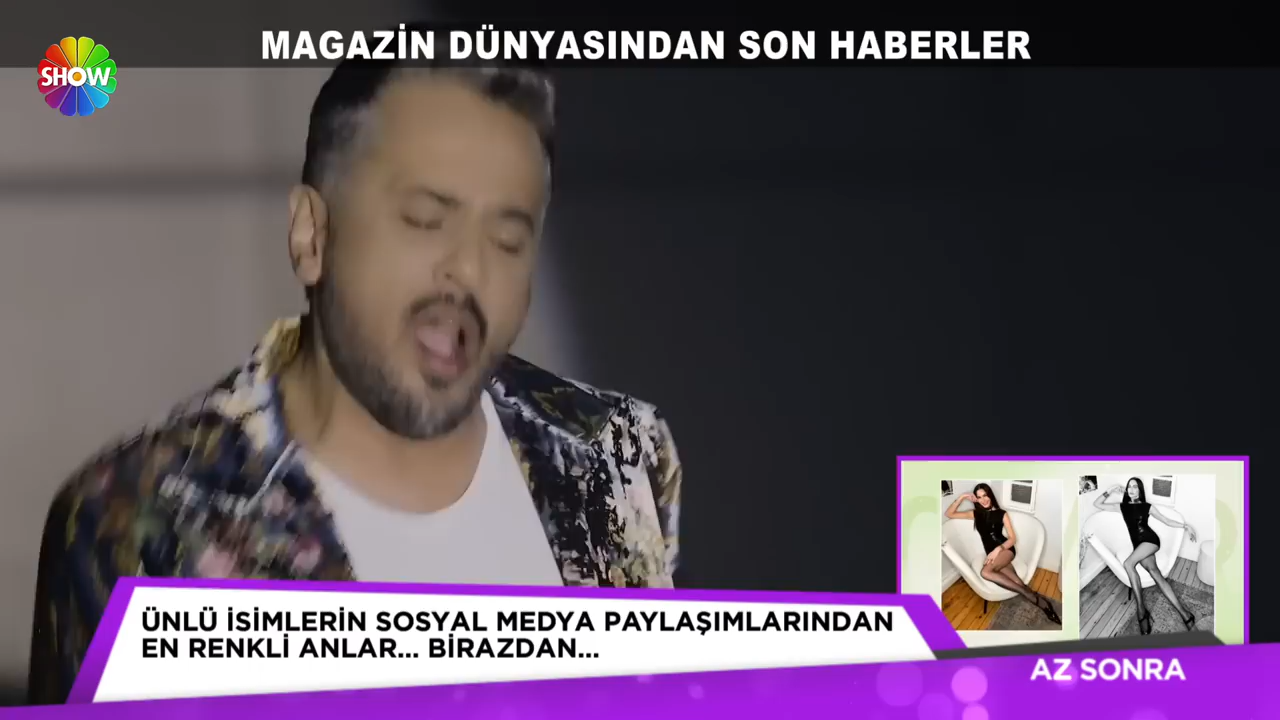 MAGAZİN DÜNYASINDAN SON HABERLER
SHOW
ÜNLÜ İSİMLERİN SOSYAL MEDYA PAYLAŞIMLARINDAN
EN RENKLİ ANLAR... BİRAZDAN...
AZ SONRA